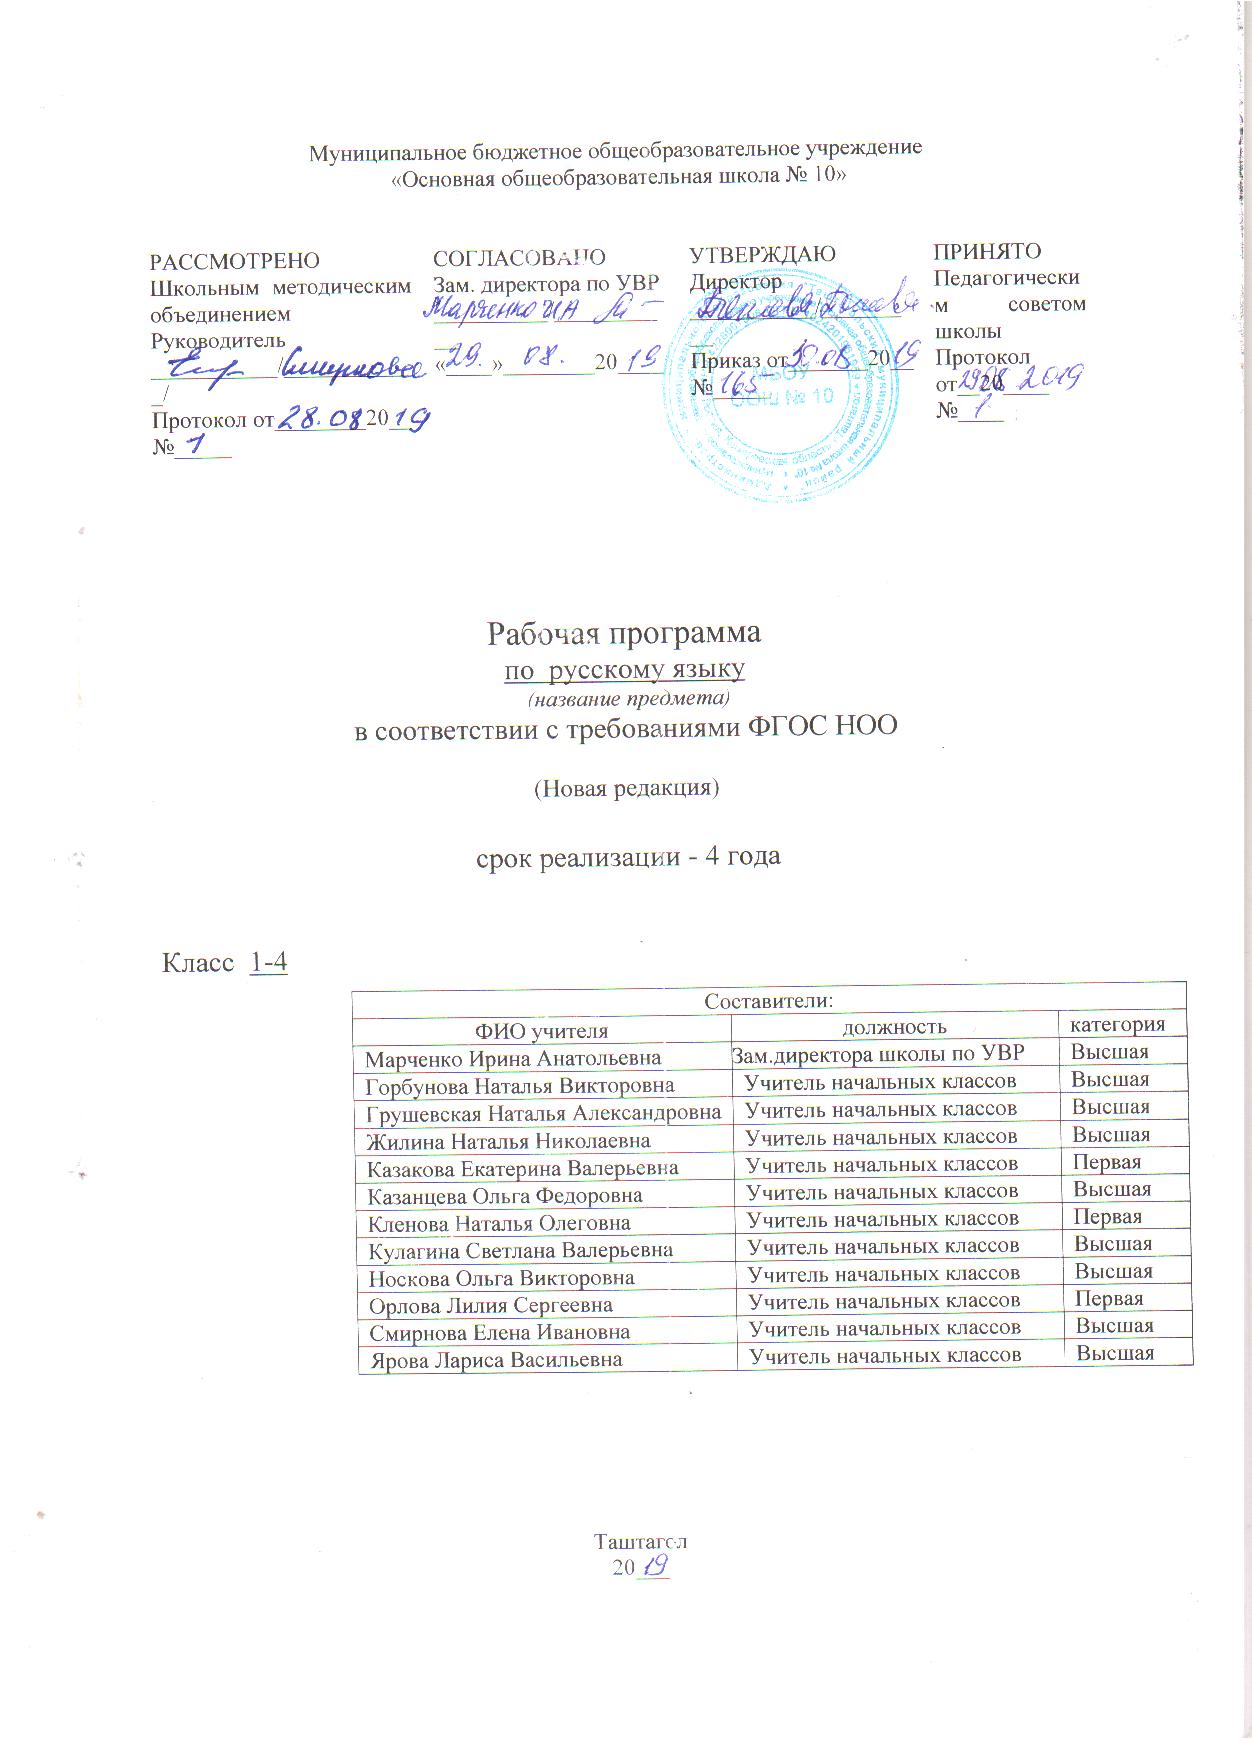 Муниципальное бюджетное общеобразовательное учреждение
«Основная общеобразовательная школа № 10»
РАССМОТРЕНО
Школьным методическим
объединением
Руководитель
/Смирнова Е
_/
Протокол от 28.08 2019
№ 1
СОГЛАСОВАНО
Зам. директора по УВР
Марченко И.А
«29.» 08. 2019
УТВЕРЖДАЮ
Директор
Приказ от 30.08 2019
№ 165
МБОУ
ООШ № 10
ПРИНЯТО
Педагогически
м советом
школы
Протокол
от 29.08 2019
№ 1
Рабочая программа
по русскому языку
(название предмета)
в соответствии с требованиями ФГОС НОО
(Новая редакция)
срок реализации - 4 года
Класс 1-4
Составители:
ФИО учителя должность категория
Марченко Ирина Анатольевна Зам.директора школы по УВР Высшая
Горбунова Наталья Викторовна Учитель начальных классов Высшая
Грушевская Наталья Александровна Учитель начальных классов Высшая
Жилина Наталья Николаевна Учитель начальных классов Высшая
Казакова Екатерина Валерьевна Учитель начальных классов Первая
Казанцева Ольга Федоровна Учитель начальных классов Высшая
Кленова Наталья Олеговна Учитель начальных классов Первая
Кулагина Светлана Валерьевна Учитель начальных классов Высшая
Носкова Ольга Викторовна Учитель начальных классов Высшая
Орлова Лилия Сергеевна Учитель начальных классов Первая
Смирнова Елена Ивановна Учитель начальных классов Высшая
Ярова Лариса Васильевна Учитель начальных классов Высшая
Таштагол
2019